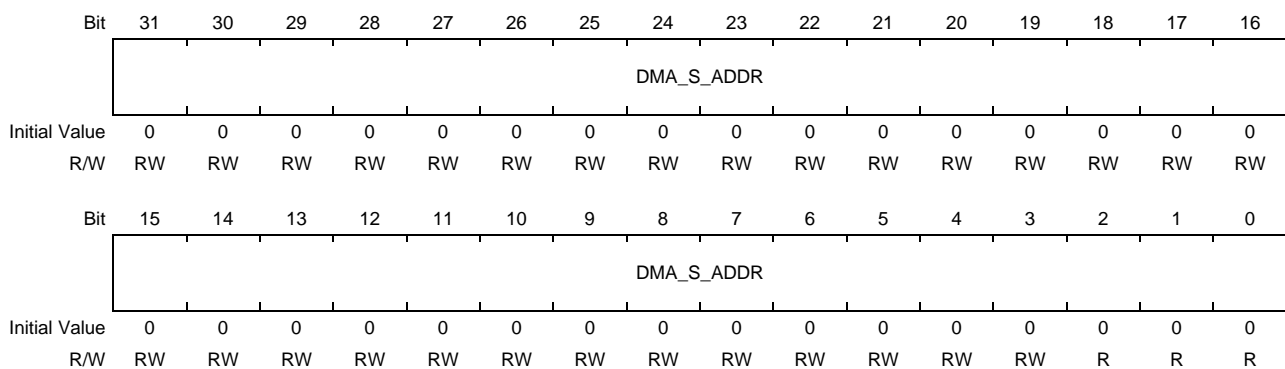 Bit 31 30 29 28 27 26 25 24 23 22 21 20 19 18 17 16
DMA_S_ADDR
Initial Value 0 0 0 0 0 0 0 0 0 0 0 0 0 0 0 0
R/W RW RW RW RW RW RW RW RW RW RW RW RW RW RW RW RW
Bit 15 14 13 12 11 10 9 8 7 6 5 4 3 2 1 0
DMA_S_ADDR
Initial Value 0 0 0 0 0 0 0 0 0 0 0 0 0 0 0 0
R/W RW RW RW RW RW RW RW RW RW RW RW RW RW R R R